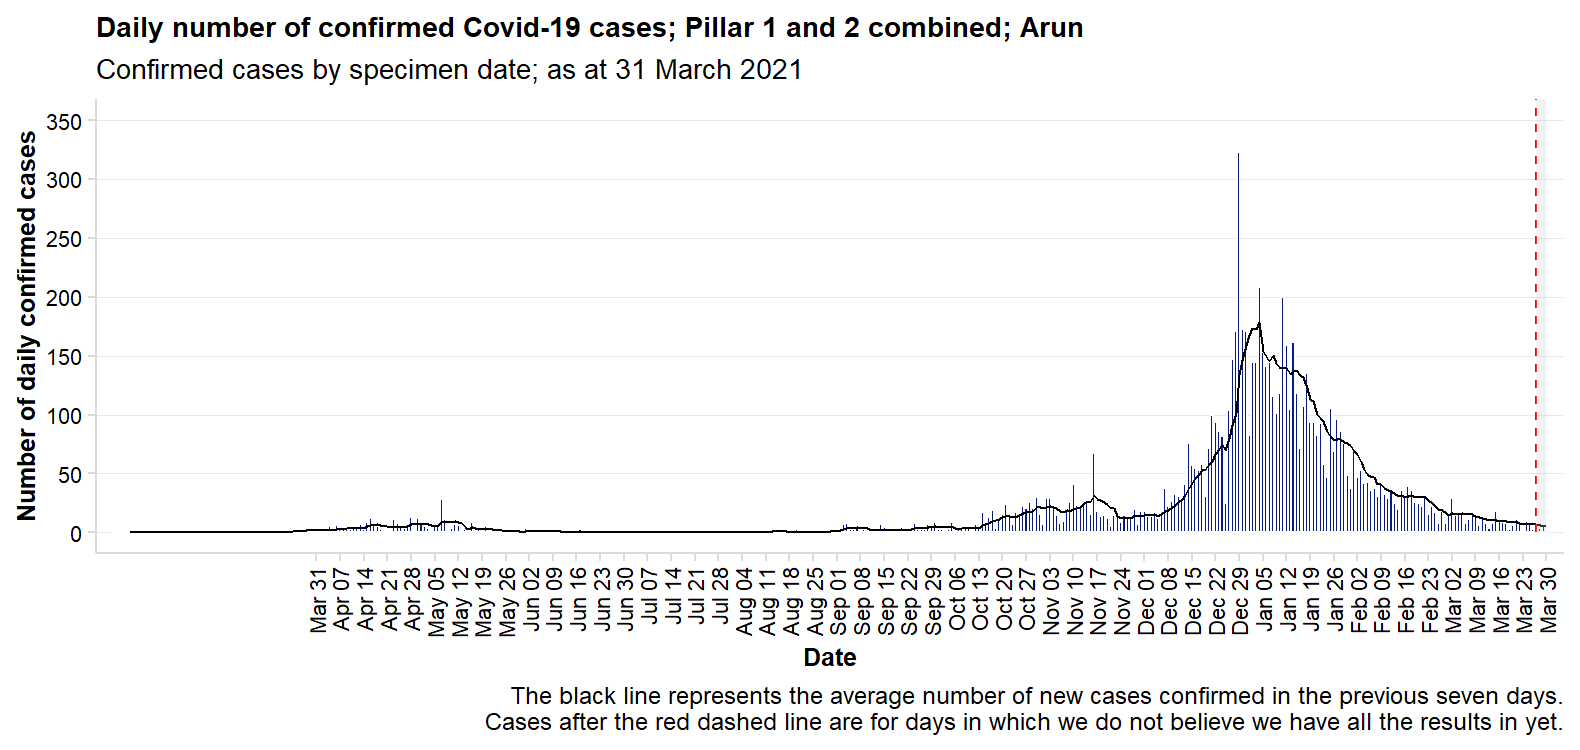 Daily number of confirmed Covid-19 cases; Pillar 1 and 2 combined; Arun
Confirmed cases by specimen date; as at 31 March 2021
Number of daily confirmed cases
350
300
250
200
150
100
50
0
Mar 31
Apr 07
Apr 14
Apr 21
Apr 28
May 05
May 12
May 19
May 26
Jun 02
Jun 09
Jun 16
Jun 23
Jun 30
Jul 07
Jul 14
Jul 21
Jul 28
Aug 04
Aug 11
Aug 18
Aug 25
Sep 01
Sep 08
Sep 15
Sep 22
Sep 29
Oct 06
Oct 13
Oct 20
Oct 27
Nov 03
Nov 10
Nov 17
Nov 24
Dec 01
Dec 08
Dec 15
Dec 22
Dec 29
Jan 05
Jan 12
Jan 19
Jan 26
Feb 02
Feb 09
Feb 16
Feb 23
Mar 02
Mar 09
Mar 16
Mar 23
Mar 30
Date
The black line represents the average number of new cases confirmed in the previous seven days.
Cases after the red dashed line are for days in which we do not believe we have all the results in yet.